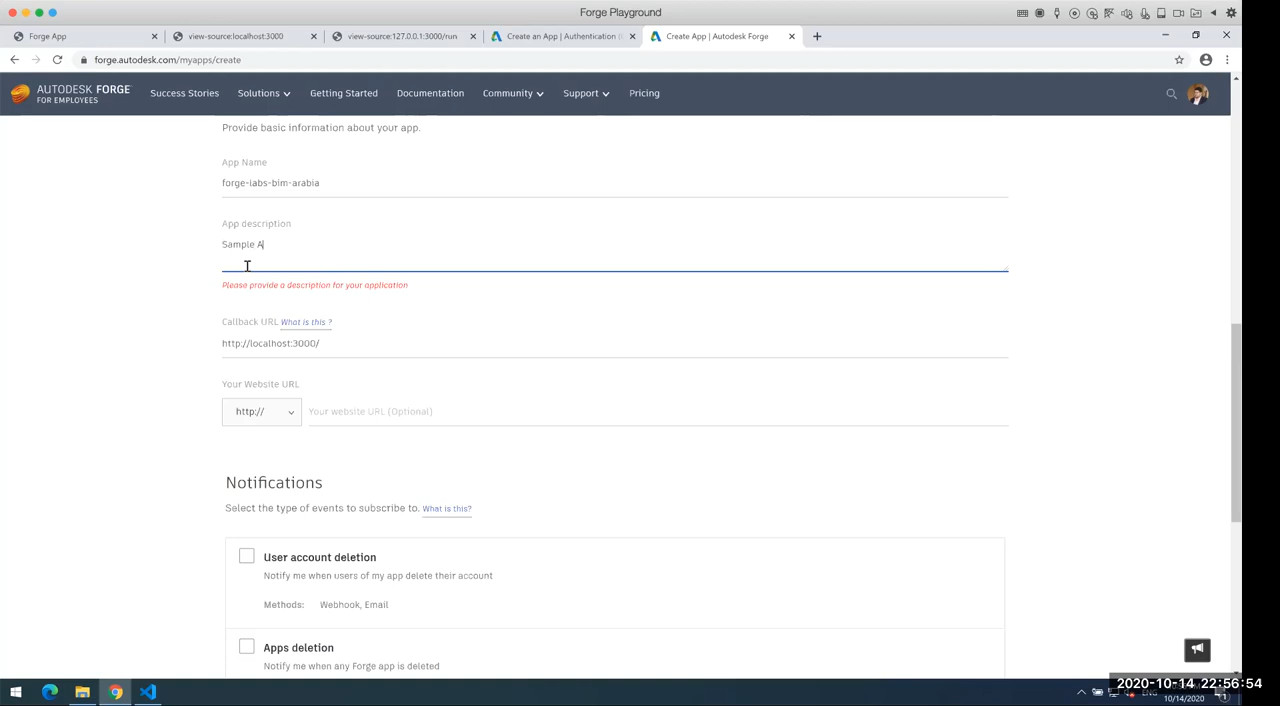 Forge Playground
Forge App
view-source:localhost:3000
view-source:127.0.0.1:3000/run
Create an App | Authentication (
Create App | Autodesk Forge
forge.autodesk.com/myapps/create
AUTODESK FORGE
FOR EMPLOYEES
Success Stories
Solutions
Getting Started
Documentation
Community
Support
Pricing
Provide basic information about your app.
App Name
forge-labs-bim-arabia
App description
Sample A
Please provide a description for your application
Callback URL What is this ?
http://localhost:3000/
Your Website URL
http://
Your website URL (Optional)
Notifications
Select the type of events to subscribe to. What is this?
User account deletion
Notify me when users of my app delete their account
Methods: Webhook, Email
Apps deletion
Notify me when any Forge app is deleted
2020-10-14 22:56:54
ENG
10/14/2020